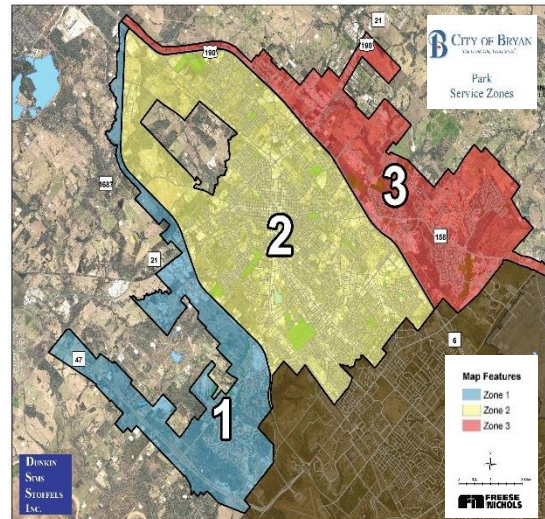 21
CITY OF BRYAN
Park
Service Zones
190
190
3
1687
2
158
21
47
6
1
Map Features
Zone 1
Zone 2
Zone 3
DUNKIN
SIMS
STOFFELS
INC.
FREESE
NICHOLS